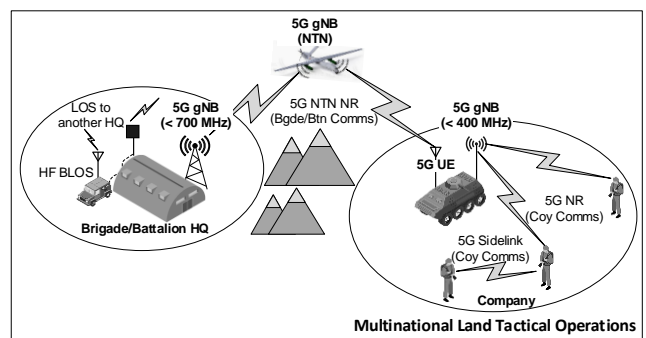 5G gNB
(NTN)
LOS to
another HQ
5G gNB
(< 700 MHz)
HF BLOS
Brigade/Battalion HQ
5G NTN NR
(Bgde/Btn Comms)
5G gNB
(< 400 MHz)
5G UE
5G NR
(Coy Comms)
5G Sidelink
(Coy Comms)
Company
Multinational Land Tactical Operations